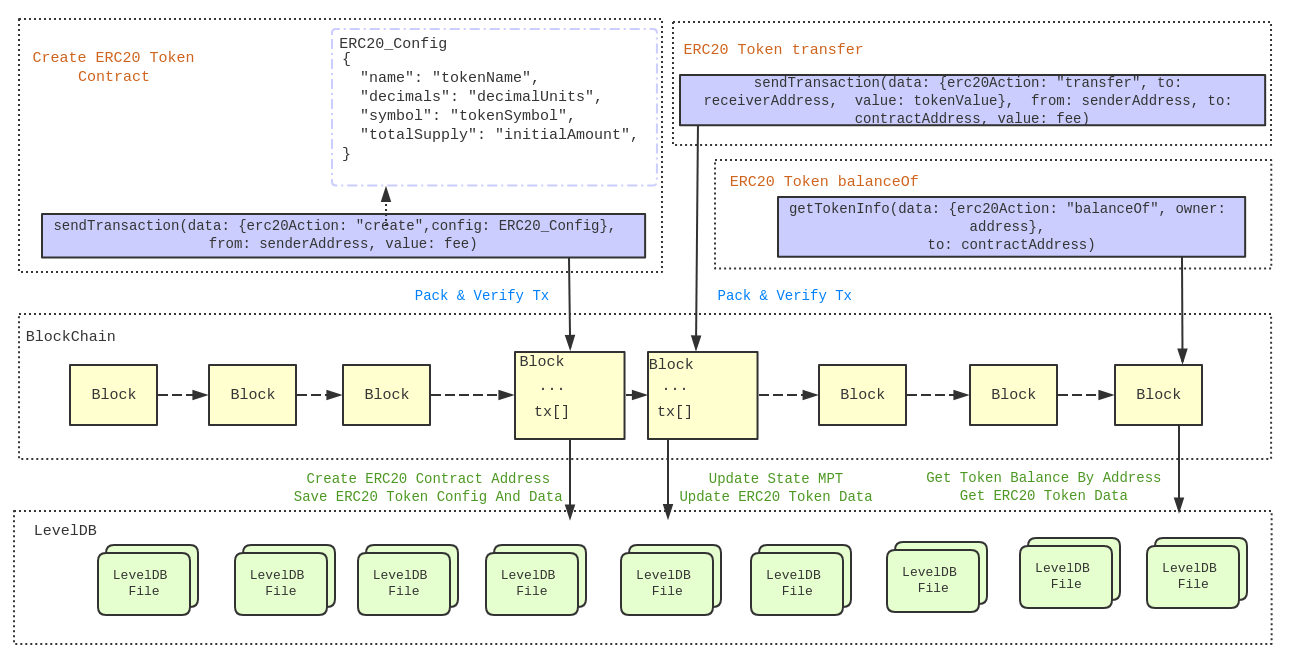 Create ERC20 Token
Contract
ERC20_Config
{
"name": "tokenName",
"decimals": "decimalUnits",
"symbol": "tokenSymbol",
"totalSupply": "initialAmount",
}
sendTransaction(data: {erc20Action: "create",config: ERC20_Config},
from: senderAddress, value: fee)
ERC20 Token transfer
sendTransaction(data: {erc20Action: "transfer", to:
receiverAddress,  value: tokenValue},  from: senderAddress, to:
contractAddress, value: fee)
ERC20 Token balanceOf
getTokenInfo(data: {erc20Action: "balanceOf", owner:
address},
to: contractAddress)
Pack & Verify Tx
Pack & Verify Tx
BlockChain
Block
Block
Block
Block
...
tx[]
Block
...
tx[]
Block
Block
Block
Create ERC20 Contract Address
Save ERC20 Token Config And Data
Update State MPT
Update ERC20 Token Data
Get Token Balance By Address
Get ERC20 Token Data
LevelDB
LevelDB
File
LevelDB
File
LevelDB
File
LevelDB
File
LevelDB
File
LevelDB
File
LevelDB
File
LevelDB
File
LevelDB
File